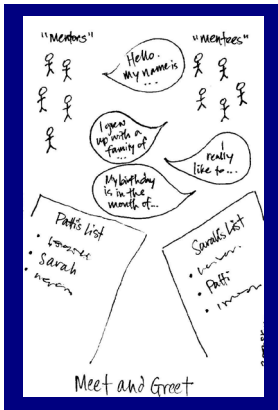 "Mentors"
"mentees"
Hello.
my name is
...
I grew
up with a
family of
...
I
really
like to...
My birthday
is in the
month of...
Patti's List
Sarah
Sarah's List
Patti
Meet and Greet